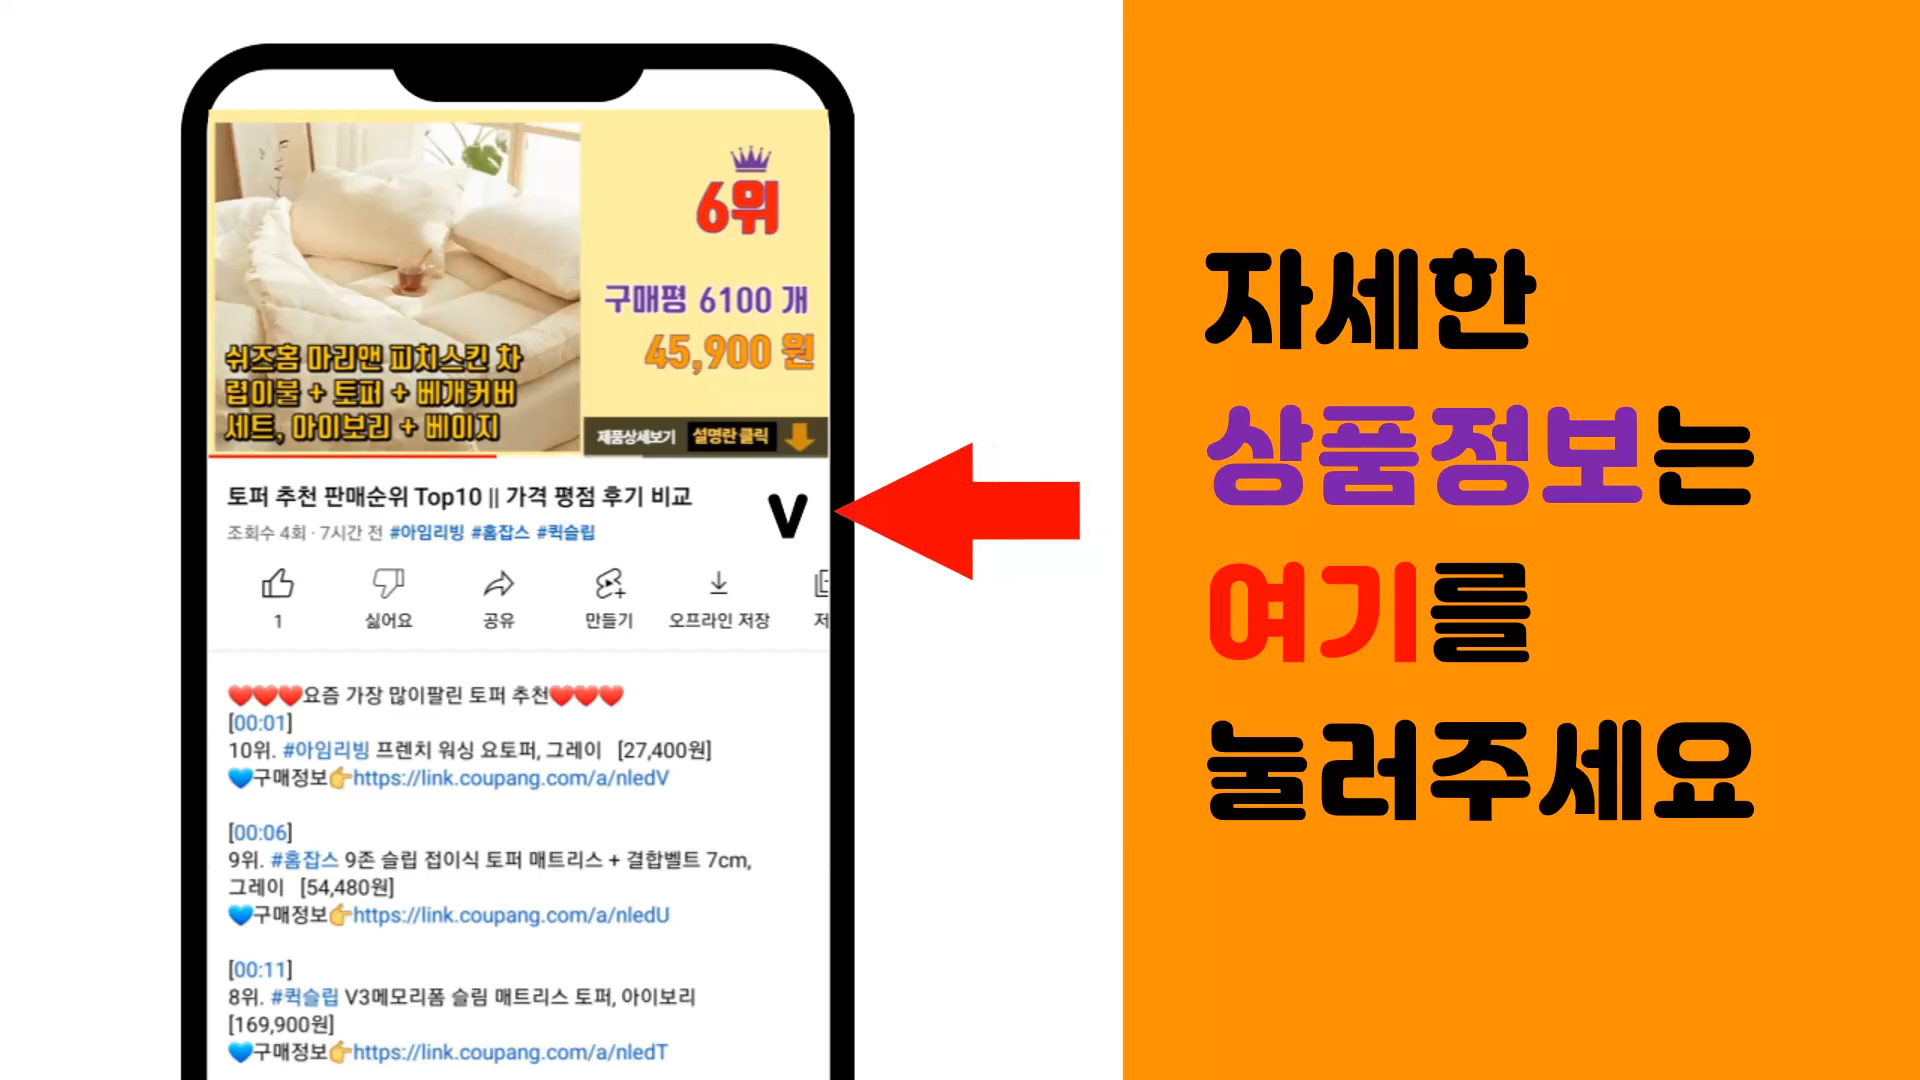 6위
구매평 6100 개
45,900 원
쉬즈홈 마리앤 피치스킨 차
렵이불 + 토퍼 + 베개커버
세트, 아이보리 + 베이지
제품상세보기 설명란 클릭
토퍼 추천 판매순위 Top10 || 가격 평점 후기 비교
V
조회수 4회 · 7시간 전 #아임리빙 #홈잡스 #퀵슬립
1 싫어요 공유 만들기 오프라인 저장 저
❤❤❤요즘 가장 많이팔린 토퍼 추천❤❤❤
[00:01]
10위. #아임리빙 프렌치 워싱 요토퍼, 그레이 [27,400원]
💙구매정보👉https://link.coupang.com/a/nledV
[00:06]
9위. #홈잡스 9존 슬립 접이식 토퍼 매트리스 + 결합벨트 7cm,
그레이 [54,480원]
💙구매정보👉https://link.coupang.com/a/nledU
[00:11]
8위. #퀵슬립 V3메모리폼 슬림 매트리스 토퍼, 아이보리
[169,900원]
💙구매정보👉https://link.coupang.com/a/nledT
자세한
상품정보는
여기를
눌러주세요